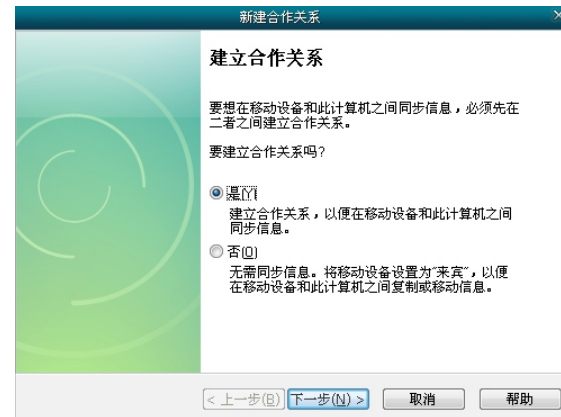 新建合作关系
建立合作关系
要想在移动设备和此计算机之间同步信息，必须先在
二者之间建立合作关系。
要建立合作关系吗?
是[Y]
建立合作关系，以便在移动设备和此计算机之间
同步信息。
否[O]
无需同步信息。将移动设备设置为"来宾"，以便
在移动设备和此计算机之间复制或移动信息。
< 上一步(B) 下一步(N) > 取消 帮助